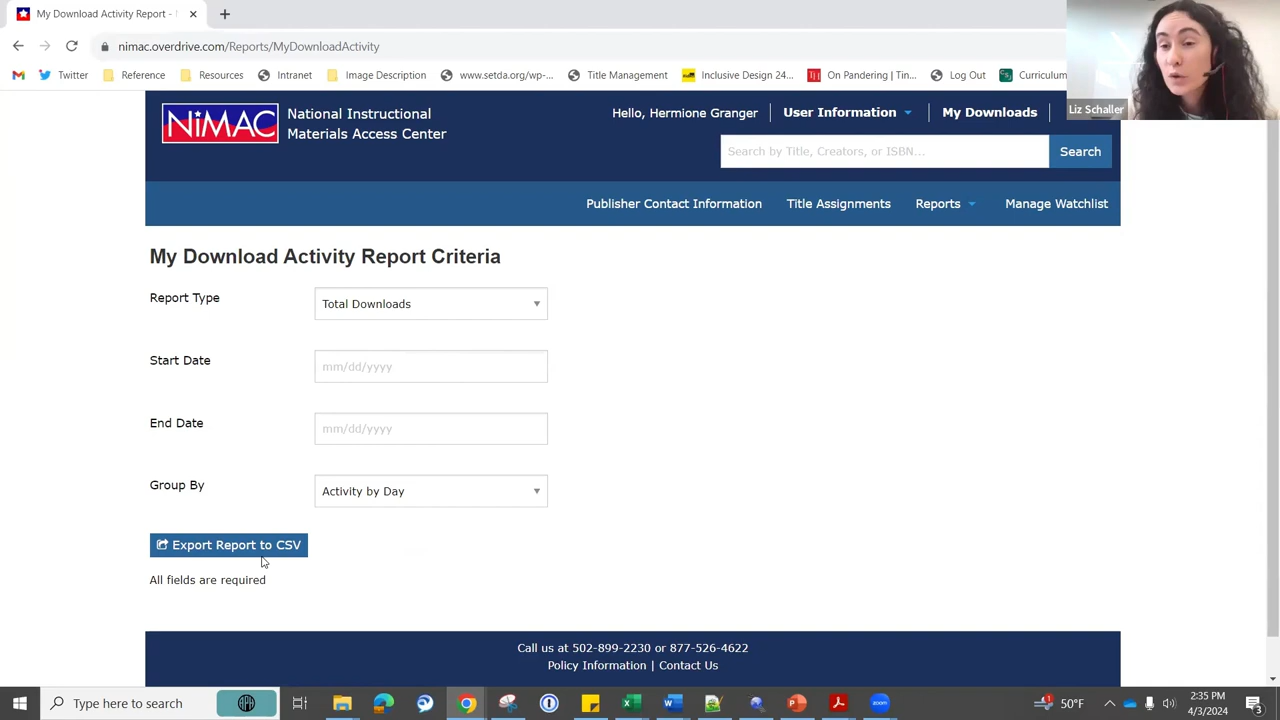 My Download Activity Report -
nimac.overdrive.com/Reports/MyDownloadActivity
Twitter
Reference
Resources
Intranet
Image Description
www.setda.org/wp-...
Title Management
Inclusive Design 24...
On Pandering | Tin...
Log Out
Curriculum
Liz Schaller
NIMAC
National Instructional
Materials Access Center
Hello, Hermione Granger
User Information
My Downloads
Search by Title, Creators, or ISBN...
Search
Publisher Contact Information
Title Assignments
Reports
Manage Watchlist
My Download Activity Report Criteria
Report Type
Total Downloads
Start Date
mm/dd/yyyy
End Date
mm/dd/yyyy
Group By
Activity by Day
Export Report to CSV
All fields are required
Call us at 502-899-2230 or 877-526-4622
Policy Information | Contact Us
Type here to search
50°F
2:35 PM
4/3/2024